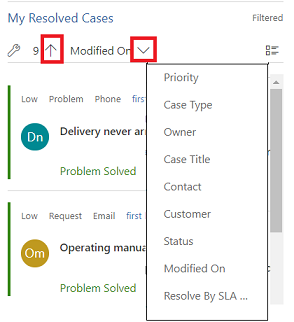 My Resolved Cases
Filtered
9 Modified On
Low Problem Phone first
Dn
Delivery never arr
Problem Solved
Low Request Email first
Om
Operating manua
Problem Solved
Priority
Case Type
Owner
Case Title
Contact
Customer
Status
Modified On
Resolve By SLA ...